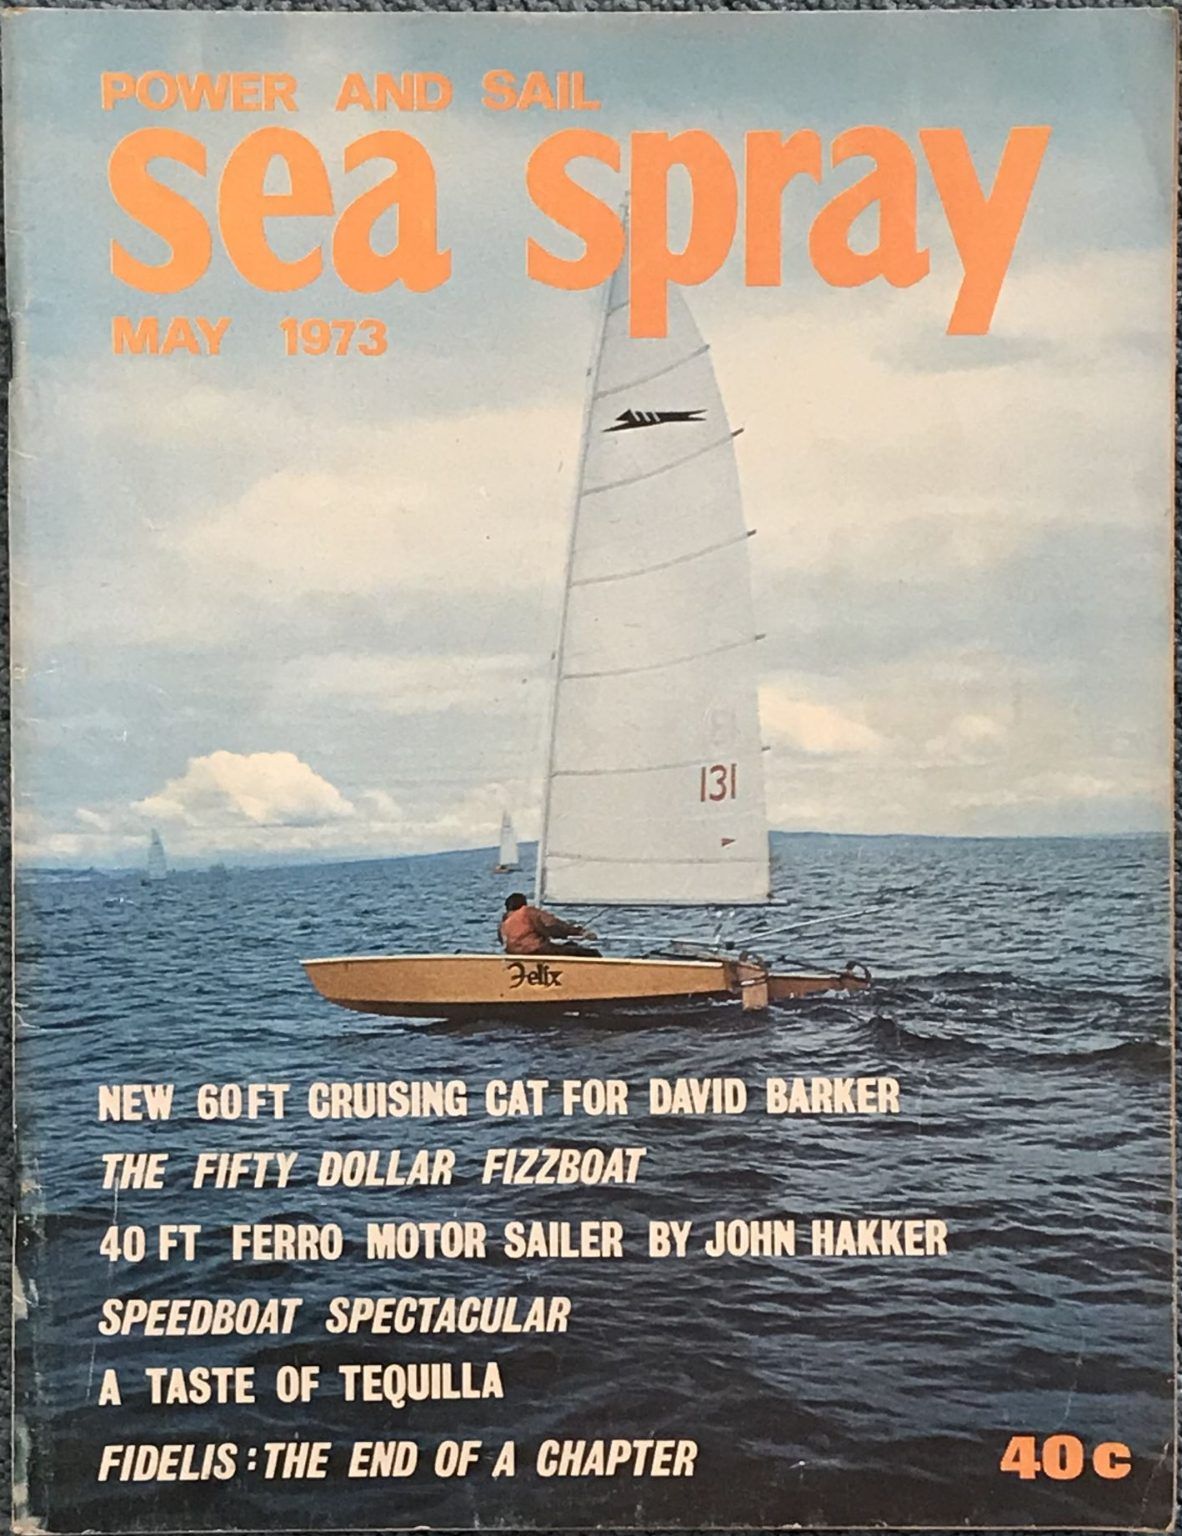 POWER AND SAIL
sea spray
MAY 1973
131
Felix
NEW 60FT CRUISING CAT FOR DAVID BARKER
THE FIFTY DOLLAR FIZZBOAT
40 FT FERRO MOTOR SAILER BY JOHN HAKKER
SPEEDBOAT SPECTACULAR
A TASTE OF TEQUILLA
FIDELIS : THE END OF A CHAPTER
40 c